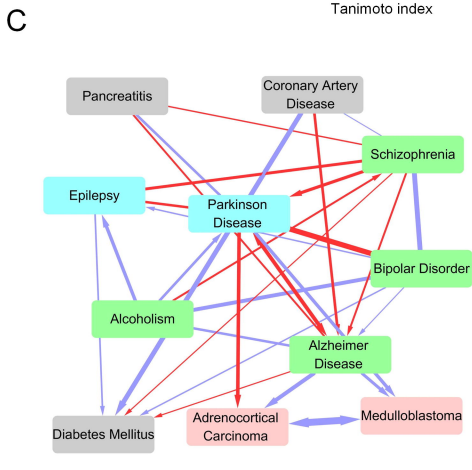 Tanimoto index
C
Pancreatitis
Coronary Artery
Disease
Schizophrenia
Epilepsy
Parkinson
Disease
Bipolar Disorder
Alcoholism
Alzheimer
Disease
Diabetes Mellitus
Adrenocortical
Carcinoma
Medulloblastoma